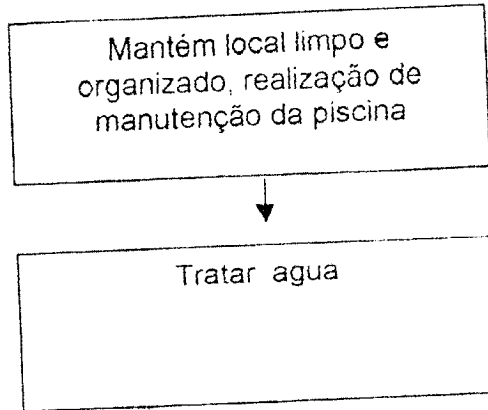 Mantém local limpo e
organizado, realização de
manutenção da piscina
Tratar agua